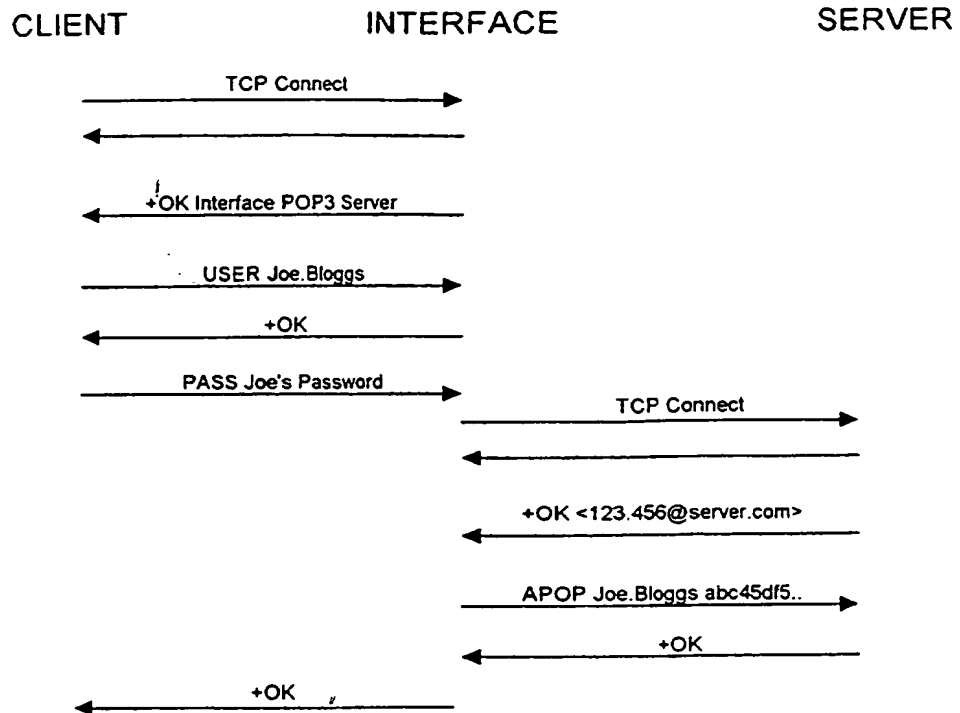 CLIENT INTERFACE SERVER
TCP Connect
+OK Interface POP3 Server
USER Joe.Bloggs
+OK
PASS Joe's Password
TCP Connect
+OK <123.456@server.com>
APOP Joe.Bloggs abc45df5..
+OK
+OK